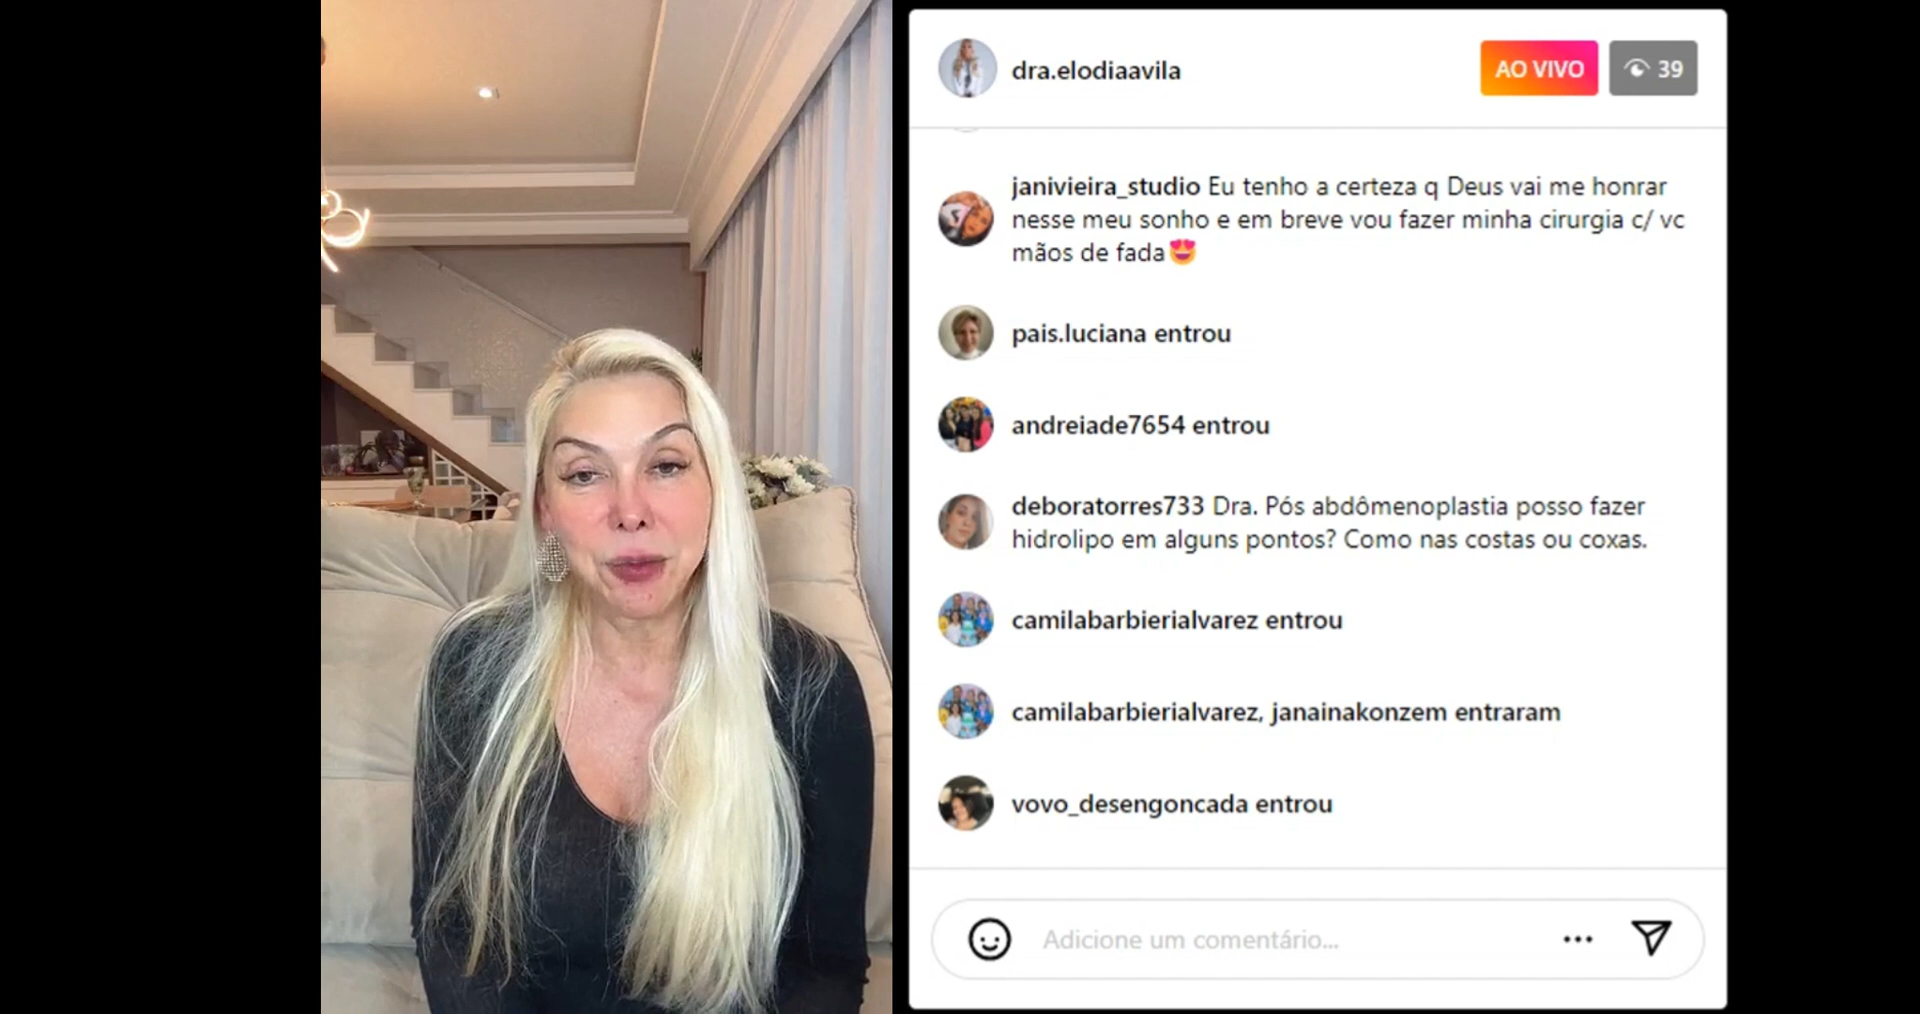 dra.elodiaavila
AO VIVO
39
janivieira_studio Eu tenho a certeza q Deus vai me honrar
nesse meu sonho e em breve vou fazer minha cirurgia c/ vc
mãos de fada😍
pais.luciana entrou
andreiade7654 entrou
deboratorres733 Dra. Pós abdômenoplastia posso fazer
hidrolipo em alguns pontos? Como nas costas ou coxas.
camilabarbierialvarez entrou
camilabarbierialvarez, janainakonzem entraram
vovo_desengoncada entrou
Adicione um comentário...